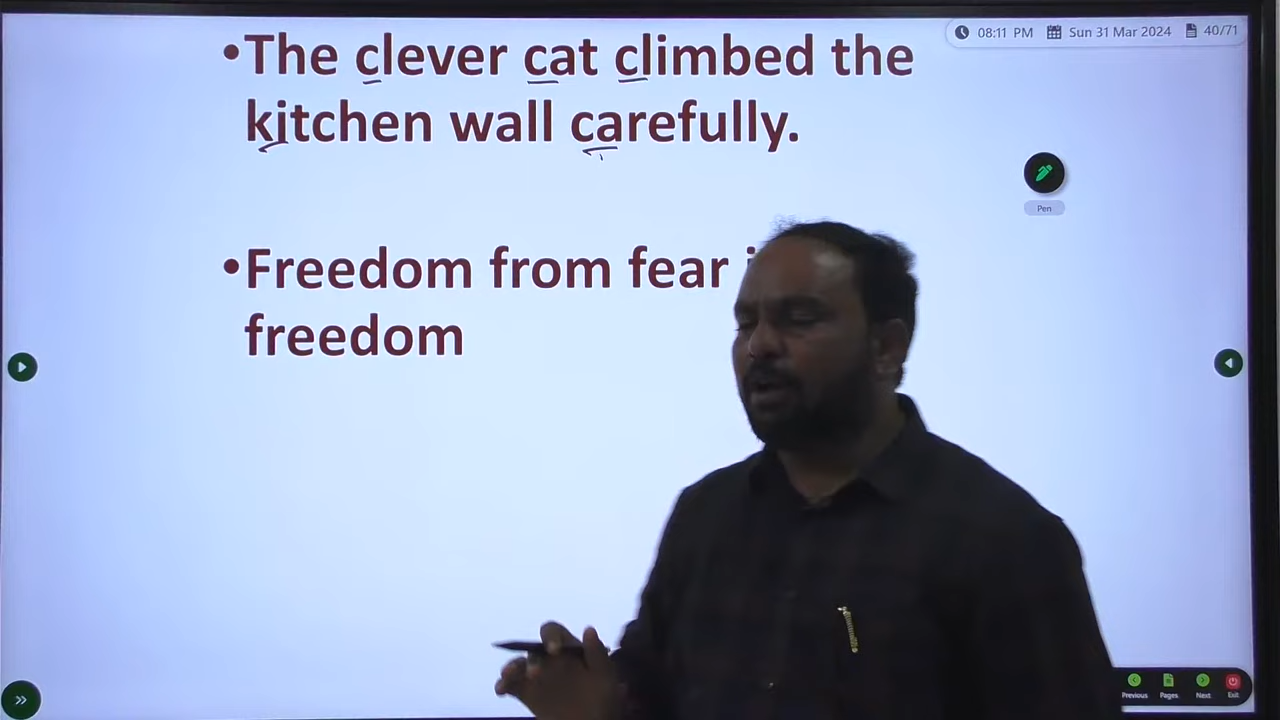 08:11 PM Sun 31 Mar 2024 40/71
•The clever cat climbed the
kitchen wall carefully.
Pen
•Freedom from fear
freedom
Previous Pages Next Exit